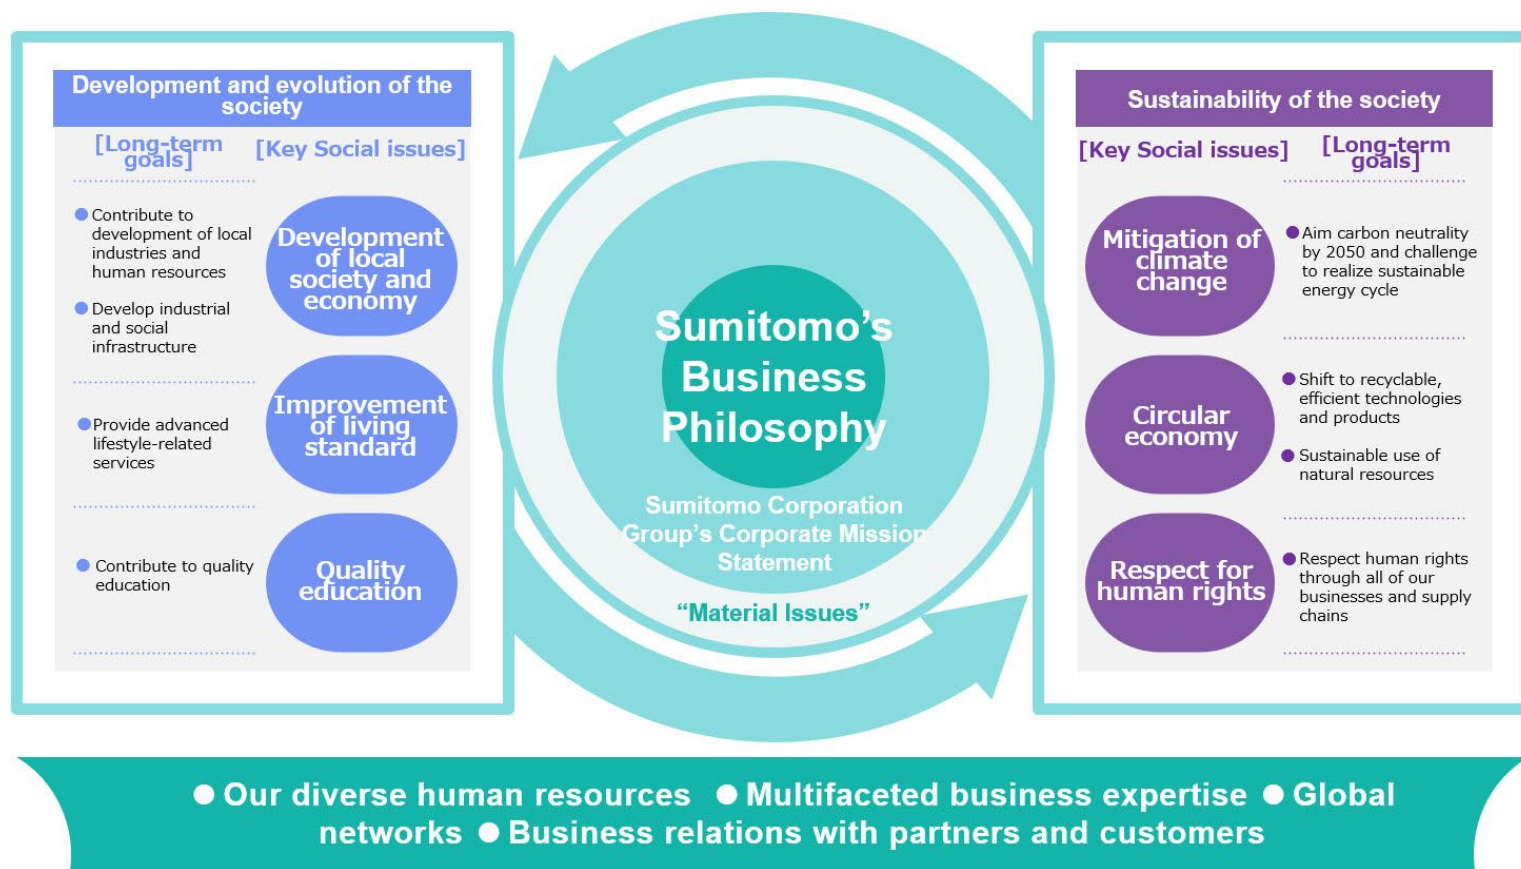 Development and evolution of the
society
[Long-term
goals]
[Key Social issues]
Contribute to
development of local
industries and
human resources
Develop industrial
and social
infrastructure
Development
of local
society and
economy
Provide advanced
lifestyle-related
services
Improvement
of living
standard
Contribute to quality
education
Quality
education
Sumitomo’s
Business
Philosophy
Sumitomo Corporation
Group’s Corporate Mission
Statement
“Material Issues”
Sustainability of the society
[Key Social issues]
[Long-term
goals]
Mitigation of
climate
change
Aim carbon neutrality
by 2050 and challenge
to realize sustainable
energy cycle
Circular
economy
Shift to recyclable,
efficient technologies
and products
Sustainable use of
natural resources
Respect for
human rights
Respect human rights
through all of our
businesses and supply
chains
● Our diverse human resources ● Multifaceted business expertise ● Global
networks ● Business relations with partners and customers